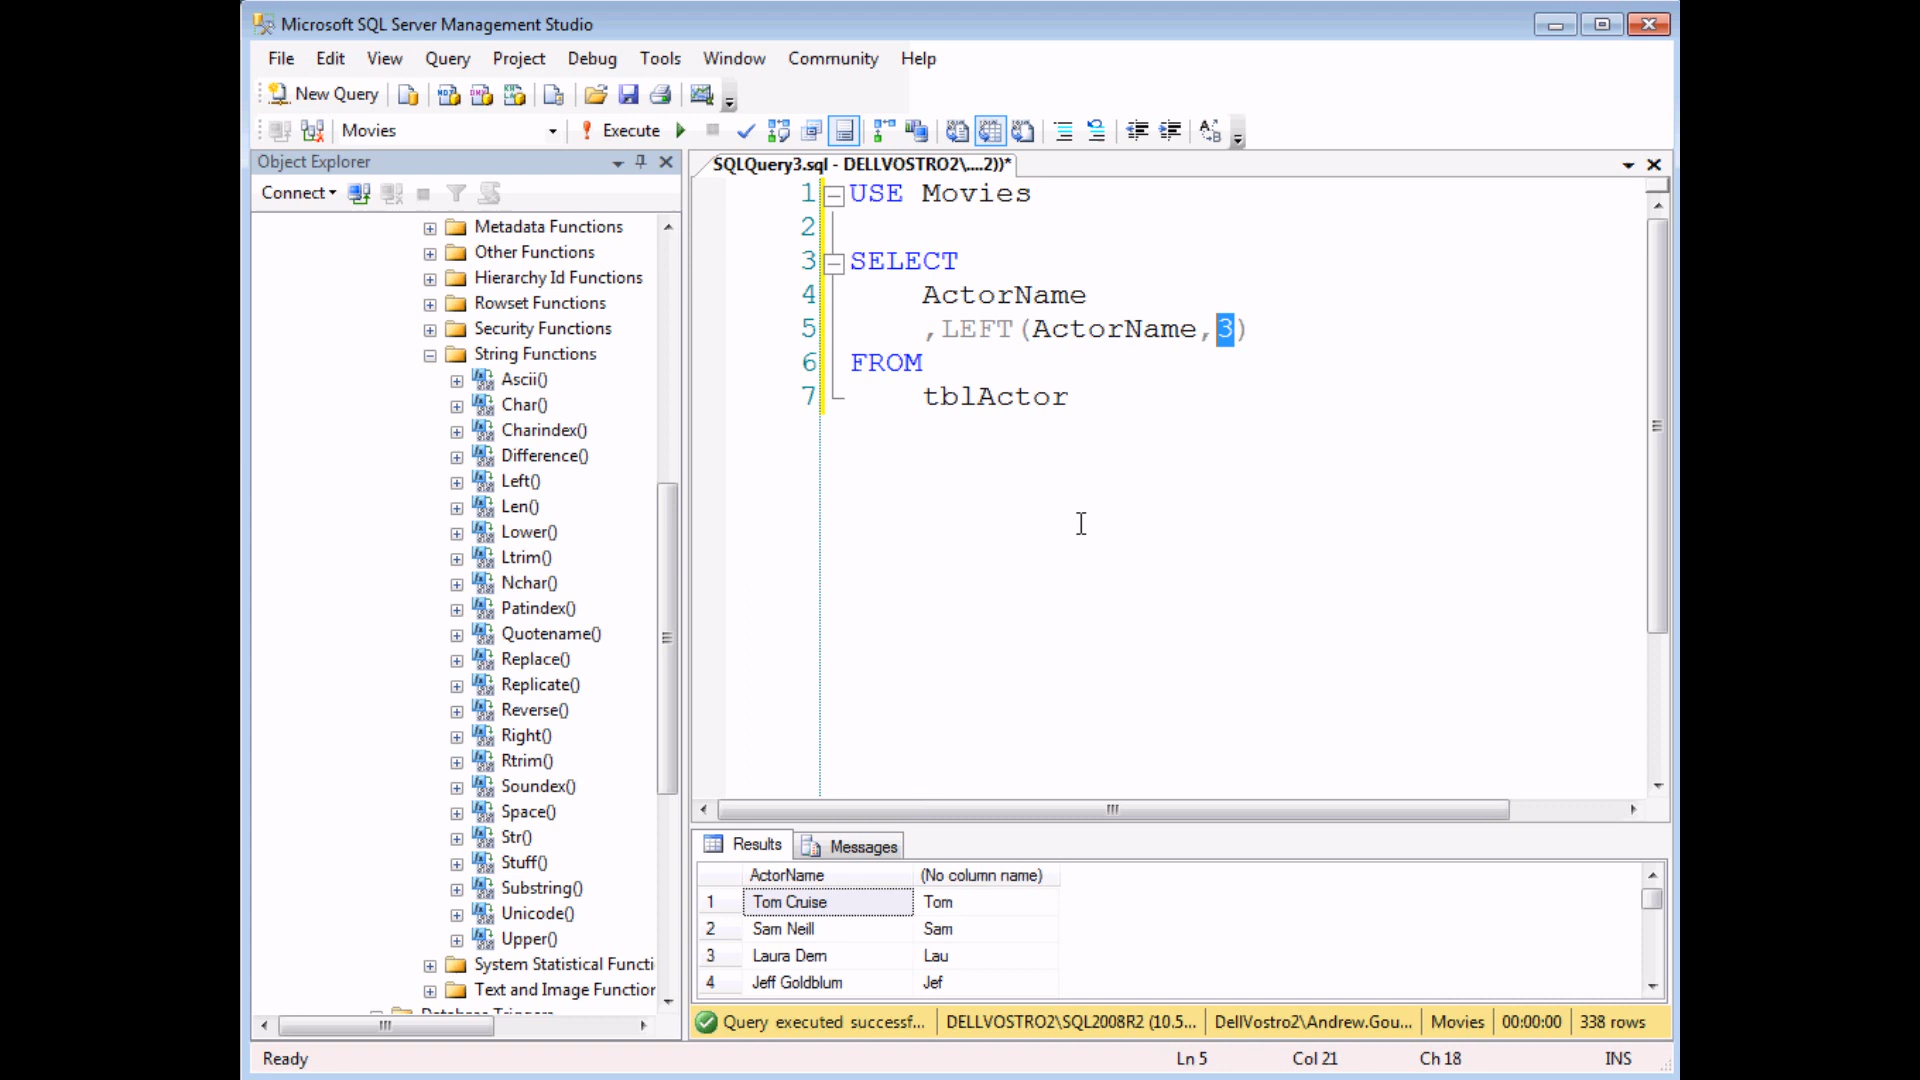 Microsoft SQL Server Management Studio
File Edit View Query Project Debug Tools Window Community Help
New Query
Movies Execute
Object Explorer
Connect
Metadata Functions
Other Functions
Hierarchy Id Functions
Rowset Functions
Security Functions
String Functions
Ascii()
Char()
Charindex()
Difference()
Left()
Len()
Lower()
Ltrim()
Nchar()
Patindex()
Quotename()
Replace()
Replicate()
Reverse()
Right()
Rtrim()
Soundex()
Space()
Str()
Stuff()
Substring()
Unicode()
Upper()
System Statistical Functi
Text and Image Function
SQLQuery3.sql - DELLVOSTRO2\....2))*
1 USE Movies
2
3 SELECT
4 ActorName
5 ,LEFT(ActorName,3)
6 FROM
7 tblActor
Results Messages
ActorName (No column name)
1 Tom Cruise Tom
2 Sam Neill Sam
3 Laura Dern Lau
4 Jeff Goldblum Jef
Query executed successf... DELLVOSTRO2\SQL2008R2 (10.5... DellVostro2\Andrew.Gou... Movies 00:00:00 338 rows
Ready Ln 5 Col 21 Ch 18 INS